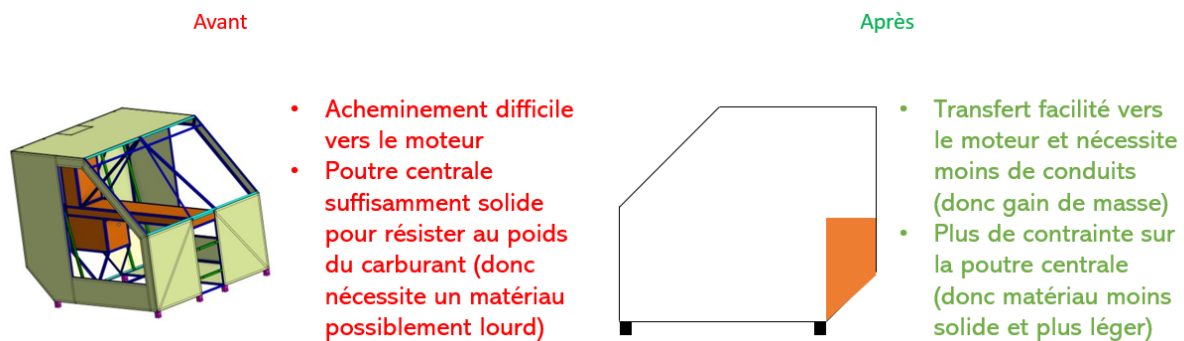 Avant
• Acheminement difficile
vers le moteur
• Poutre centrale
suffisamment solide
pour résister au poids
du carburant (donc
nécessite un matériau
possiblement lourd)
Après
• Transfert facilité vers
le moteur et nécessite
moins de conduits
(donc gain de masse)
• Plus de contrainte sur
la poutre centrale
(donc matériau moins
solide et plus léger)